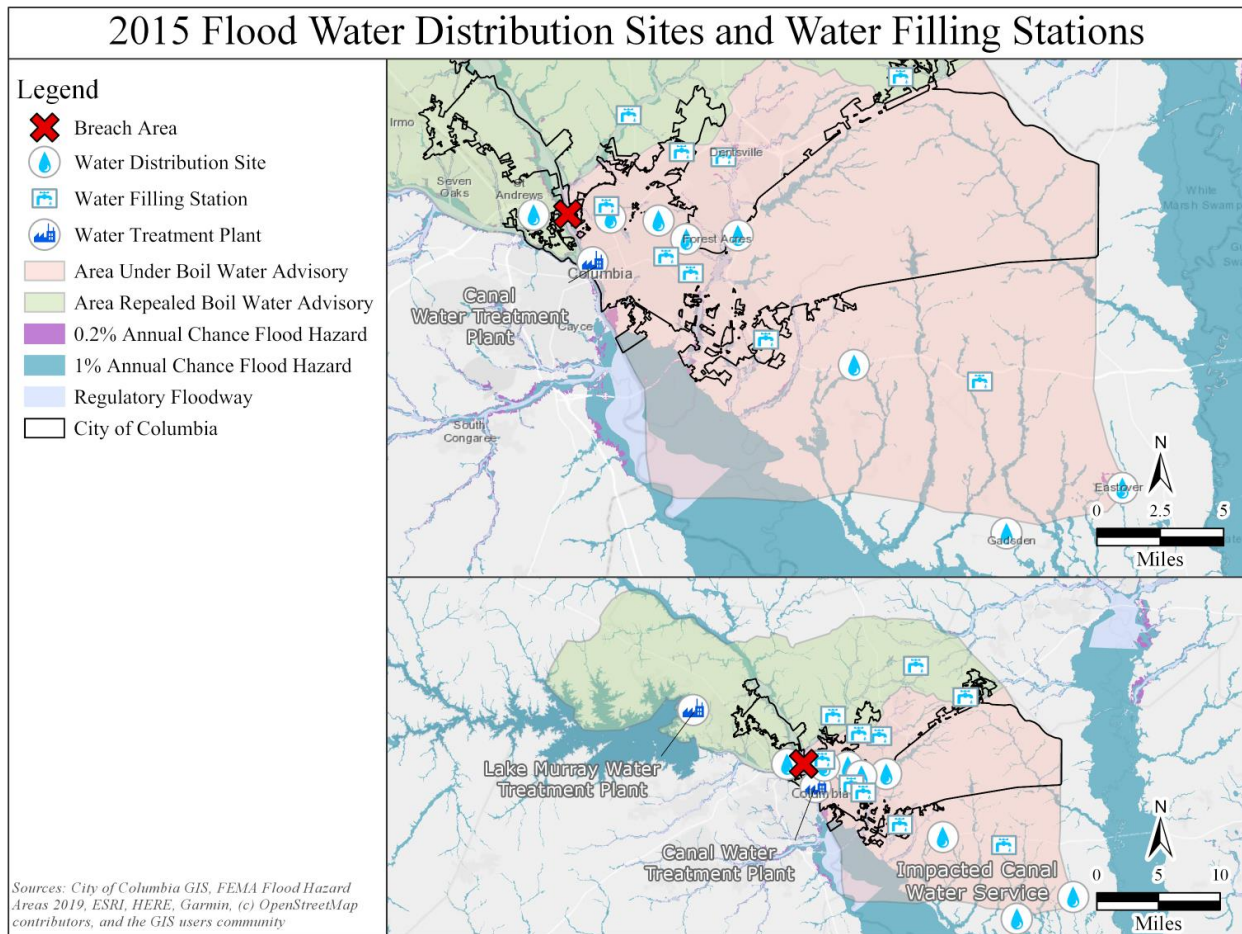 2015 Flood Water Distribution Sites and Water Filling Stations
Legend
Breach Area
Water Distribution Site
Water Filling Station
Water Treatment Plant
Area Under Boil Water Advisory
Area Repealed Boil Water Advisory
0.2% Annual Chance Flood Hazard
1% Annual Chance Flood Hazard
Regulatory Floodway
City of Columbia
Sources: City of Columbia GIS, FEMA Flood Hazard
Areas 2019, ESRI, HERE, Garmin, (c) OpenStreetMap
contributors, and the GIS users community
Irmo
Seven
Oaks
St
Andrews
Dentsville
Forest Acres
Columbia
Canal
Water Treatment
Plant
Cayce
South
Congaree
White
Marsh Swamp
Eastover
Gadsden
N
0 2.5 5
Miles
Lake Murray Water
Treatment Plant
Columbia
Canal Water
Treatment Plant
Impacted Canal
Water Service
N
0 5 10
Miles